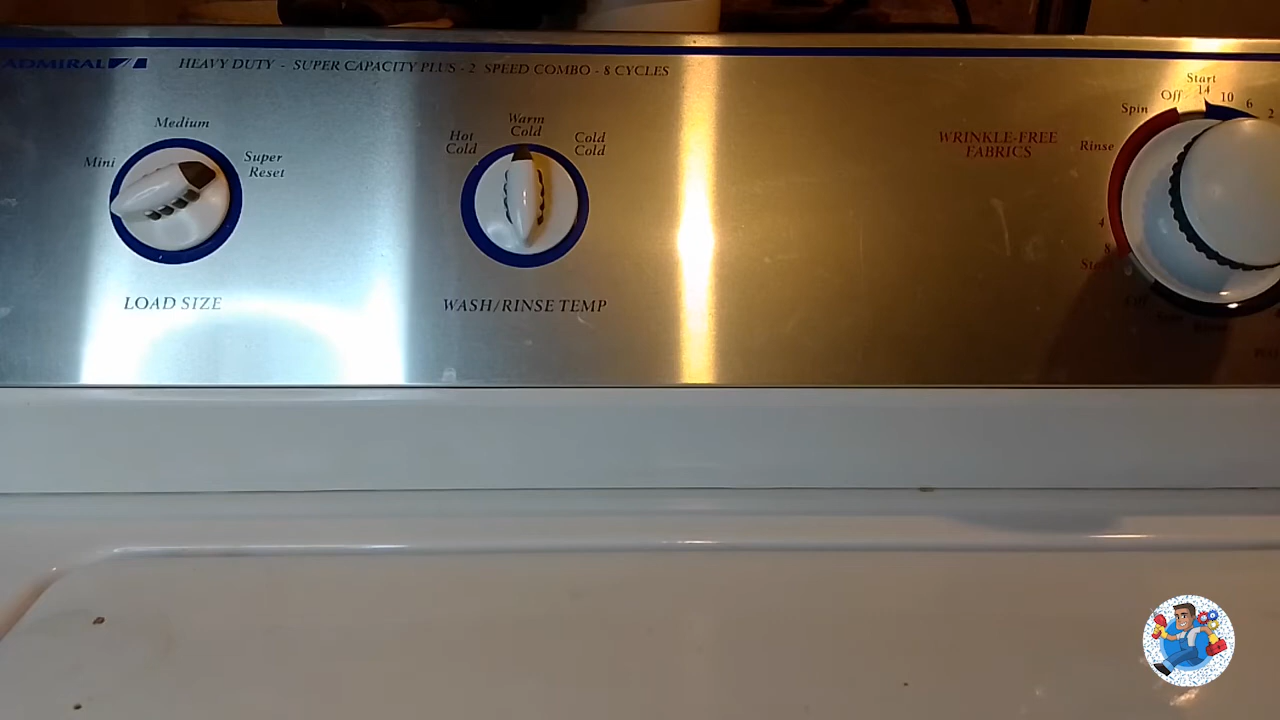 ADMIRAL
HEAVY DUTY - SUPER CAPACITY PLUS - 2 SPEED COMBO - 8 CYCLES
Medium
Mini
Super
Reset
LOAD SIZE
Warm
Cold
Hot
Cold
Cold
Cold
WASH/RINSE TEMP
WRINKLE-FREE
FABRICS
Start
Off
14
10
6
2
Spin
Rinse
4
8